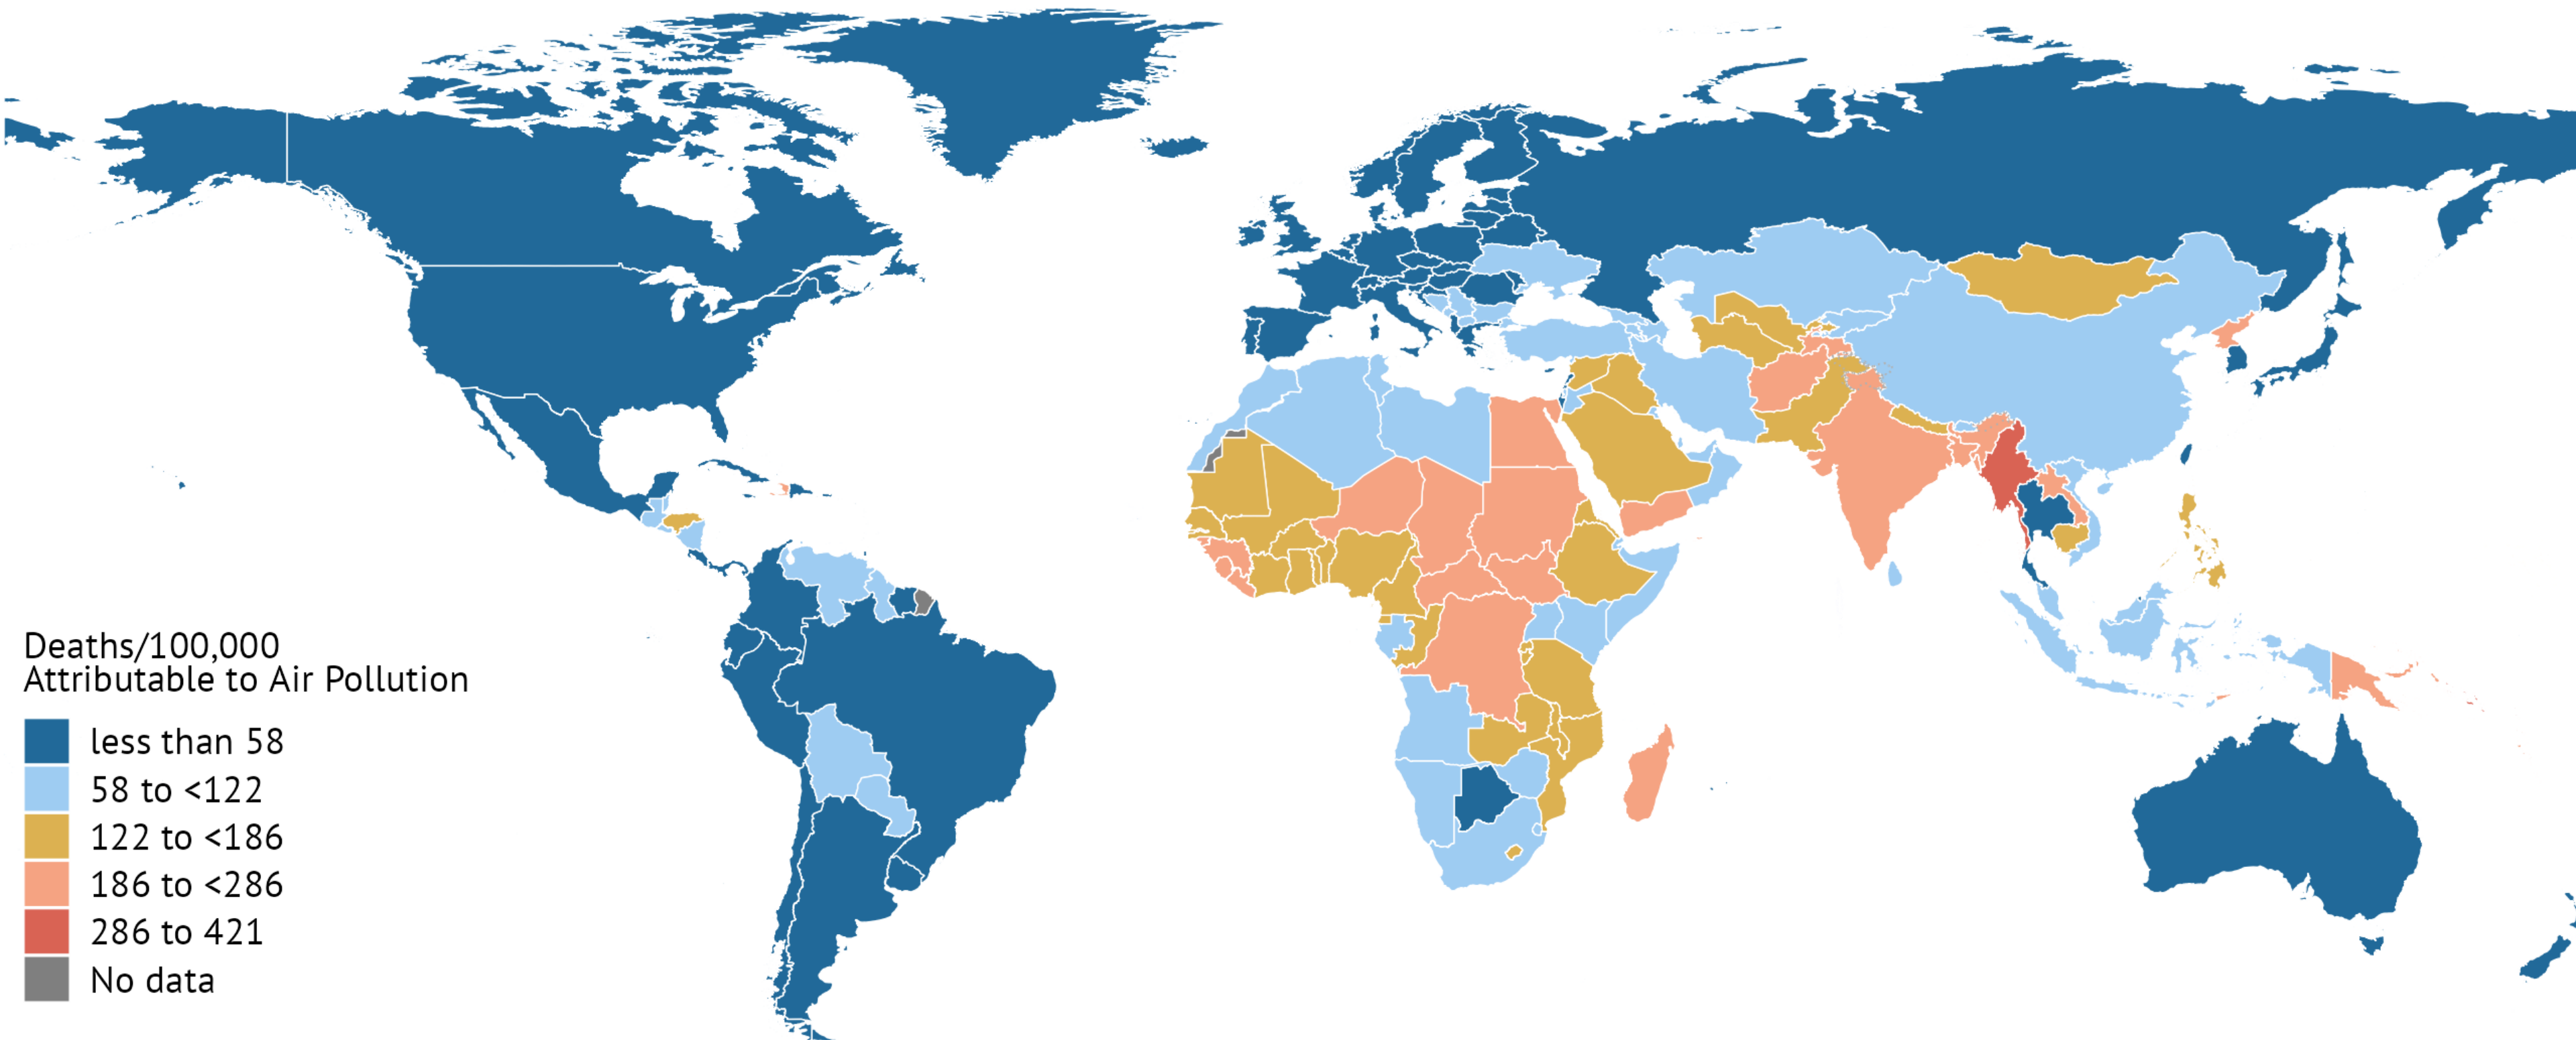 Deaths/100,000
Attributable to Air Pollution
less than 58
58 to <122
122 to <186
186 to <286
286 to 421
No data